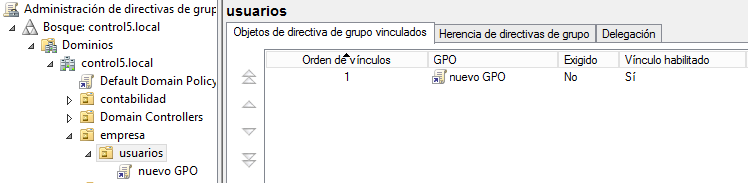 Administración de directivas de grup
Bosque: control5.local
Dominios
control5.local
Default Domain Policy
contabilidad
Domain Controllers
empresa
usuarios
nuevo GPO
usuarios
Objetos de directiva de grupo vinculados Herencia de directivas de grupo Delegación
Orden de vínculos GPO Exigido Vínculo habilitado
1 nuevo GPO No Sí